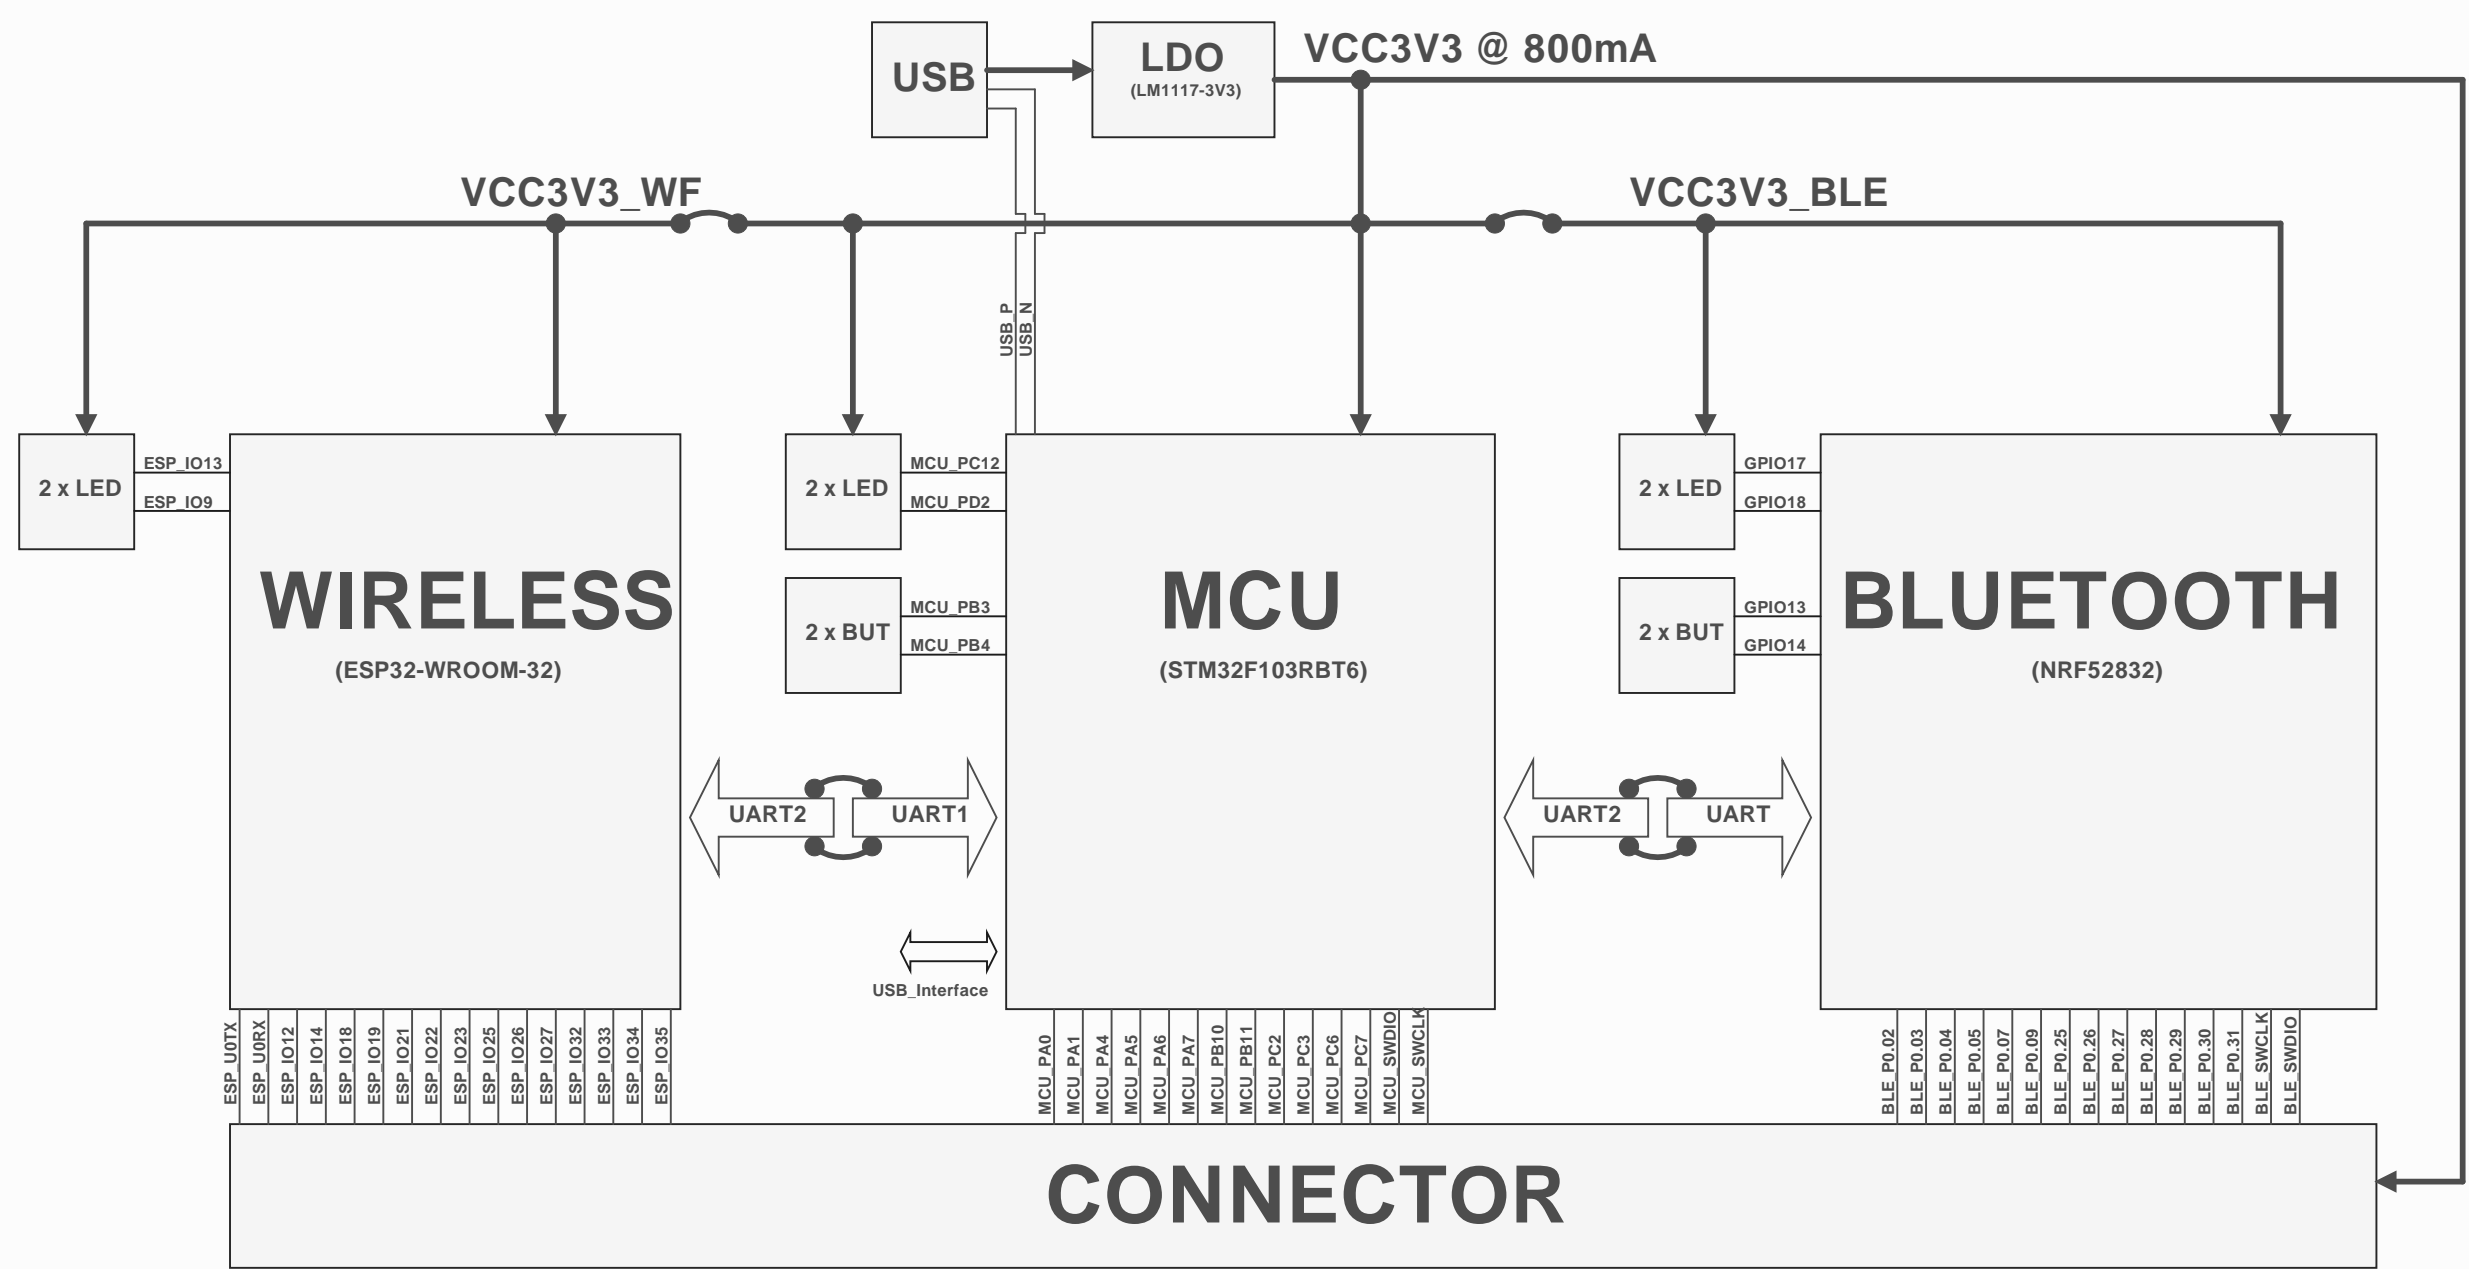 USB
LDO
(LM1117-3V3)
VCC3V3 @ 800mA
VCC3V3_WF
VCC3V3_BLE
USB_P
USB_N
2 x LED
ESP_IO13
ESP_IO9
WIRELESS
(ESP32-WROOM-32)
2 x LED
MCU_PC12
MCU_PD2
2 x BUT
MCU_PB3
MCU_PB4
MCU
(STM32F103RBT6)
2 x LED
GPIO17
GPIO18
2 x BUT
GPIO13
GPIO14
BLUETOOTH
(NRF52832)
UART2
UART1
UART2
UART
USB_Interface
ESP_U0TX
ESP_U0RX
ESP_IO12
ESP_IO14
ESP_IO18
ESP_IO19
ESP_IO21
ESP_IO22
ESP_IO23
ESP_IO25
ESP_IO26
ESP_IO27
ESP_IO32
ESP_IO33
ESP_IO34
ESP_IO35
MCU_PA0
MCU_PA1
MCU_PA4
MCU_PA5
MCU_PA6
MCU_PA7
MCU_PB10
MCU_PB11
MCU_PC2
MCU_PC3
MCU_PC6
MCU_PC7
MCU_SWDIO
MCU_SWCLK
BLE_P0.02
BLE_P0.03
BLE_P0.04
BLE_P0.05
BLE_P0.07
BLE_P0.09
BLE_P0.25
BLE_P0.26
BLE_P0.27
BLE_P0.28
BLE_P0.29
BLE_P0.30
BLE_P0.31
BLE_SWCLK
BLE_SWDIO
CONNECTOR